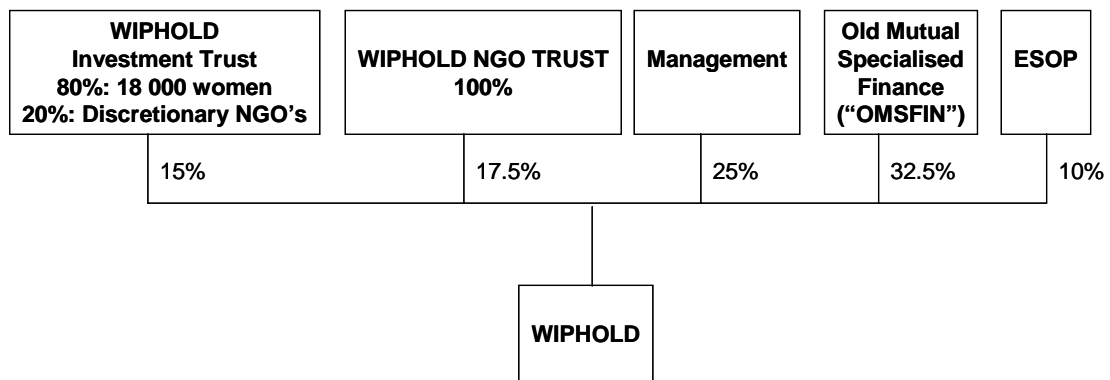 WIPHOLD
Investment Trust
80%: 18 000 women
20%: Discretionary NGO's
WIPHOLD NGO TRUST
100%
Management
Old Mutual
Specialised
Finance
(“OMSFIN”)
ESOP
15%
17.5%
25%
32.5%
10%
WIPHOLD